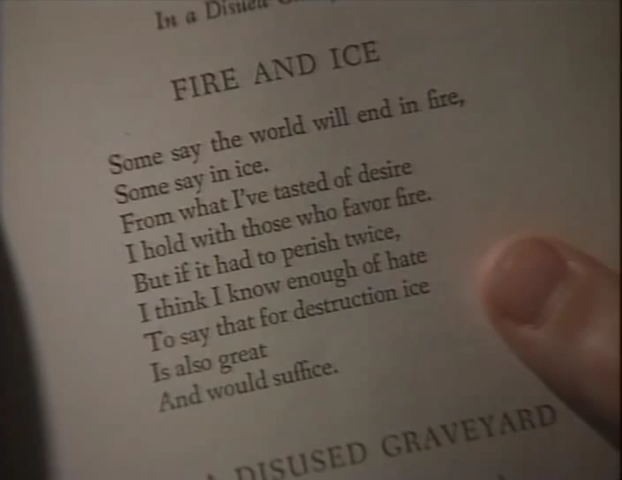 In a Disused
FIRE AND ICE
Some say the world will end in fire,
Some say in ice.
From what I've tasted of desire
I hold with those who favor fire.
But if it had to perish twice,
I think I know enough of hate
To say that for destruction ice
Is also great
And would suffice.
DISUSED GRAVEYARD